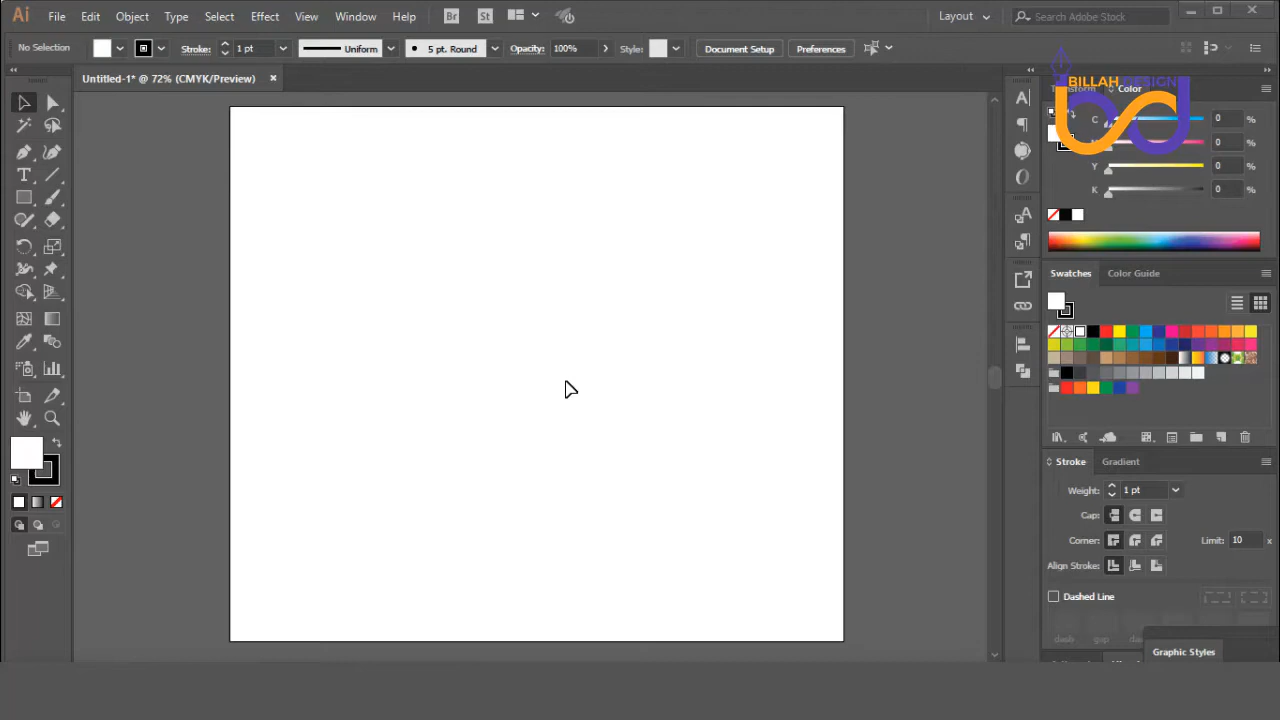 Ai File Edit Object Type Select Effect View Window Help Br St Layout Search Adobe Stock
No Selection Stroke: 1 pt Uniform 5 pt. Round Opacity: 100% Style: Document Setup Preferences
Untitled-1* @ 72% (CMYK/Preview)
BILLAH DESIGN
Color
C 0 %
0 %
Y 0 %
K 0 %
Swatches Color Guide
Stroke Gradient
Weight: 1 pt
Cap:
Corner: Limit: 10 x
Align Stroke:
Dashed Line
dash gap
Graphic Styles